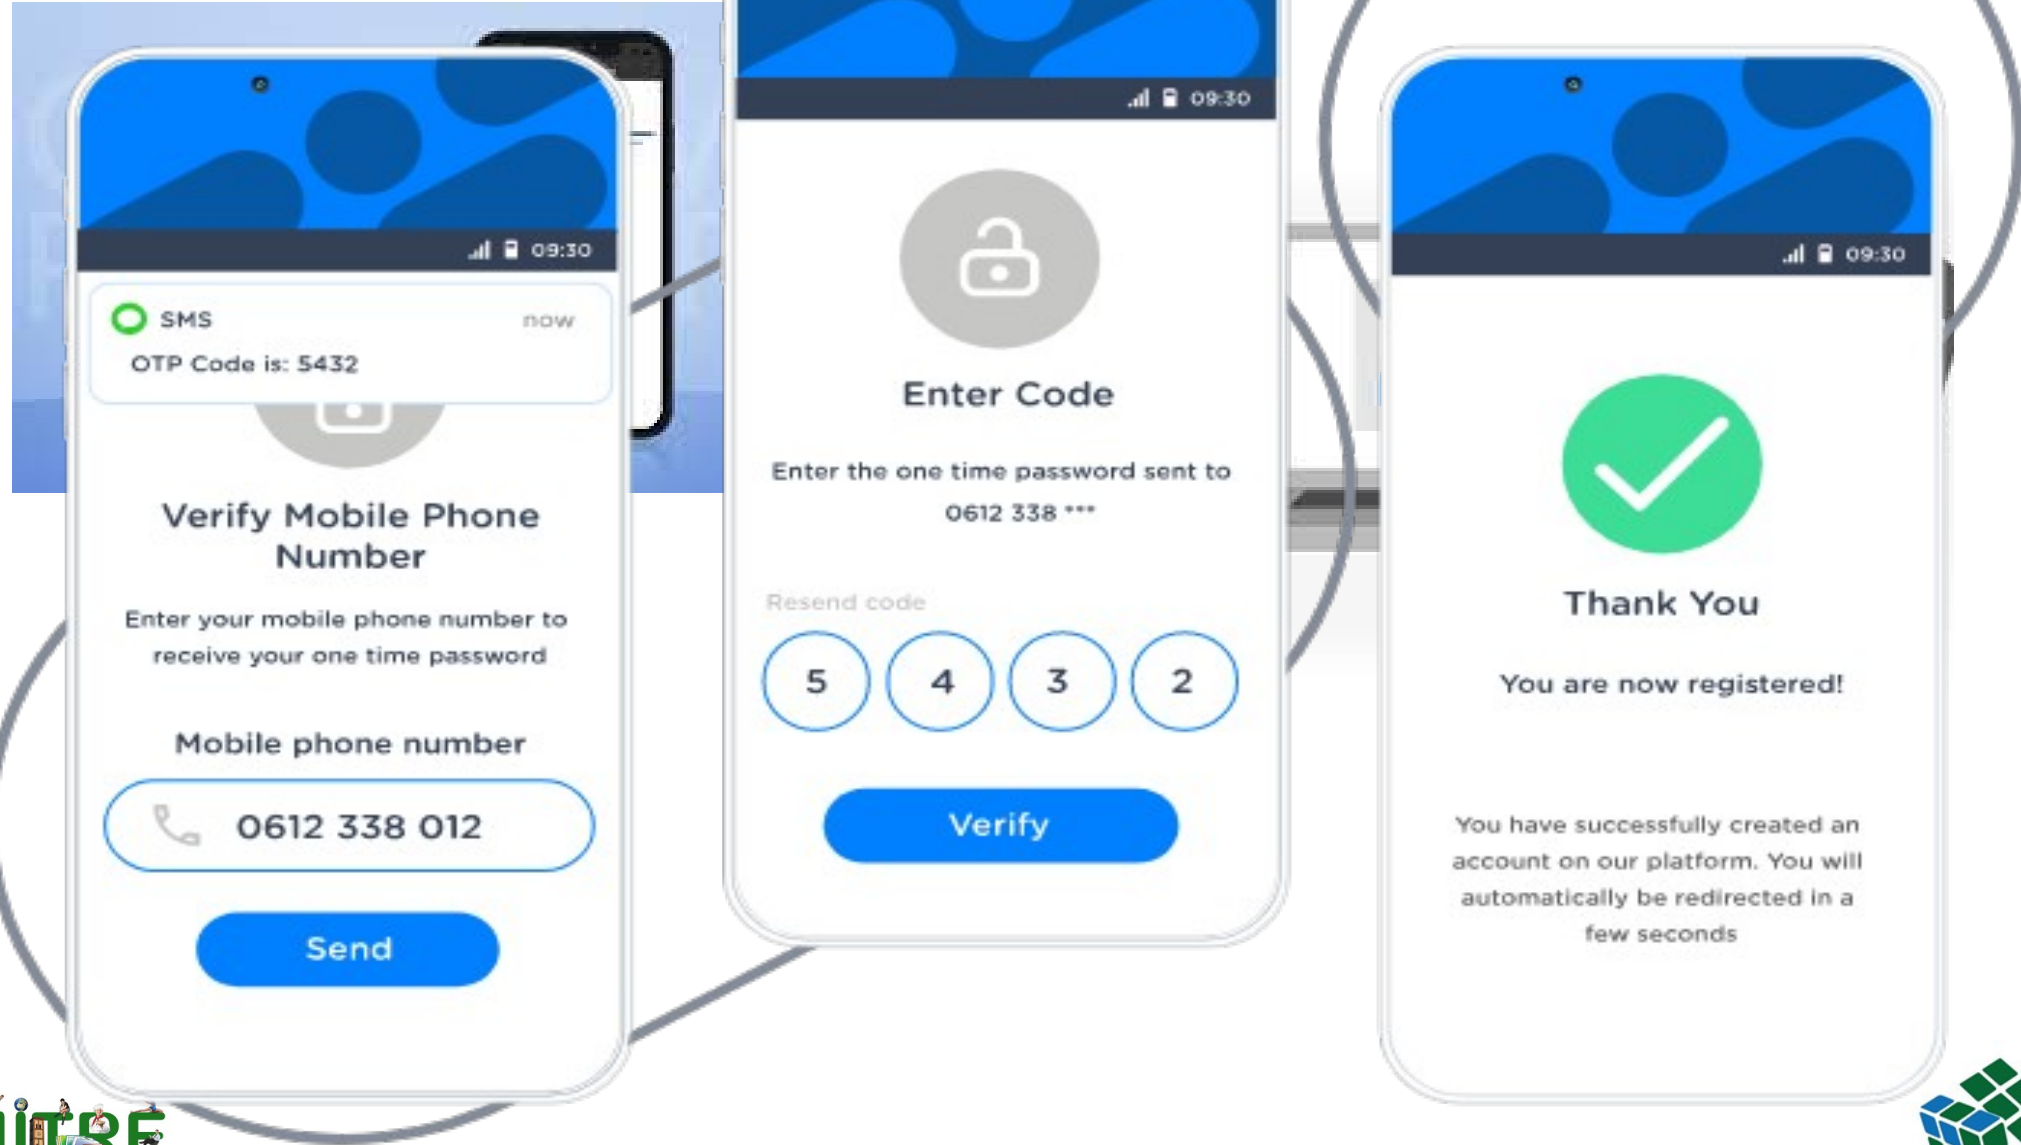 09:30
SMS
now
OTP Code is: 5432
Verify Mobile Phone
Number
Enter your mobile phone number to
receive your one time password
Mobile phone number
0612 338 012
Send
09:30
Enter Code
Enter the one time password sent to
0612 338 ***
Resend code
5 4 3 2
Verify
09:30
Thank You
You are now registered!
You have successfully created an
account on our platform. You will
automatically be redirected in a
few seconds